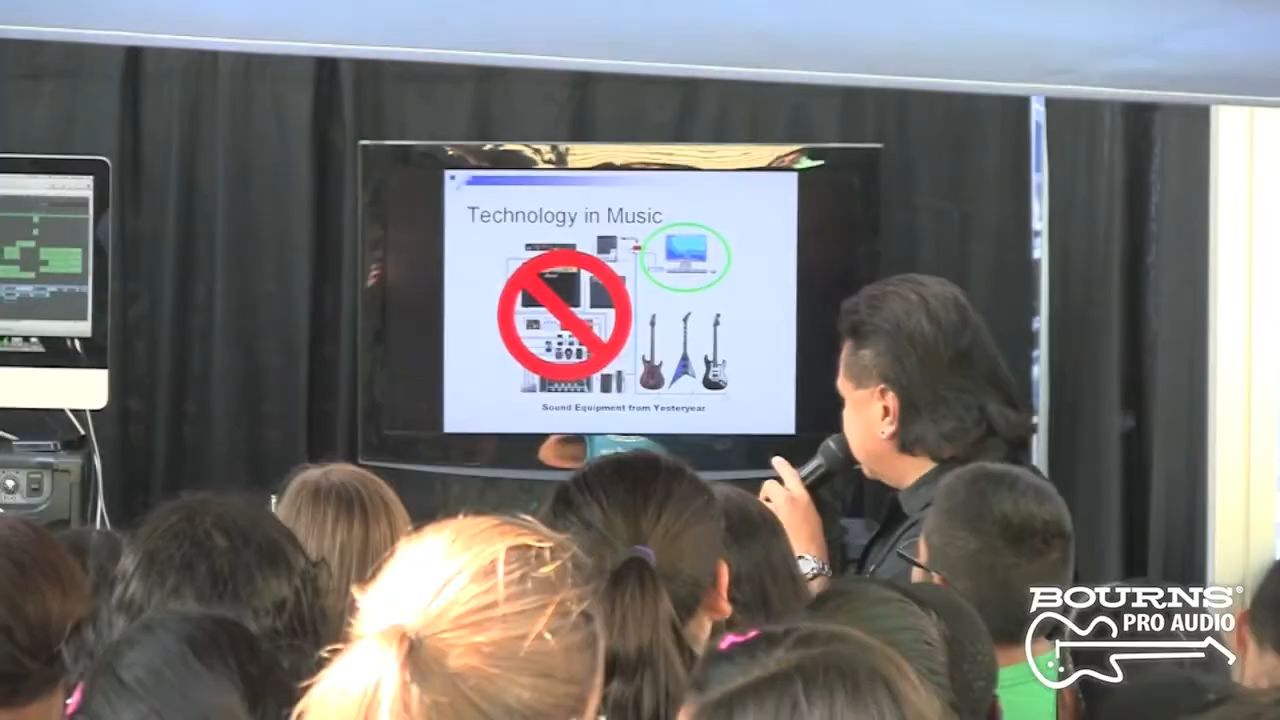 Technology in Music
Sound Equipment from Yesteryear
BOURNS®
PRO AUDIO